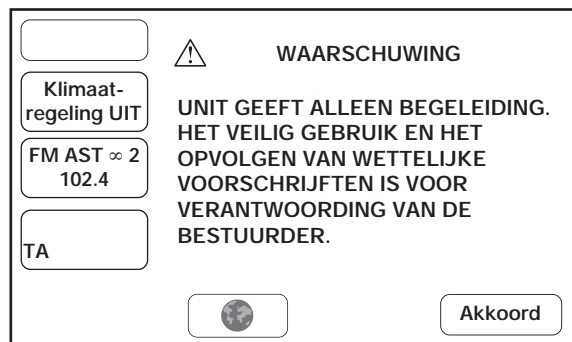 WAARSCHUWING
Klimaat-
regeling UIT
FM AST ∞ 2
102.4
TA
UNIT GEEFT ALLEEN BEGELEIDING.
HET VEILIG GEBRUIK EN HET
OPVOLGEN VAN WETTELIJKE
VOORSCHRIJFTEN IS VOOR
VERANTWOORDING VAN DE
BESTUURDER.
Akkoord